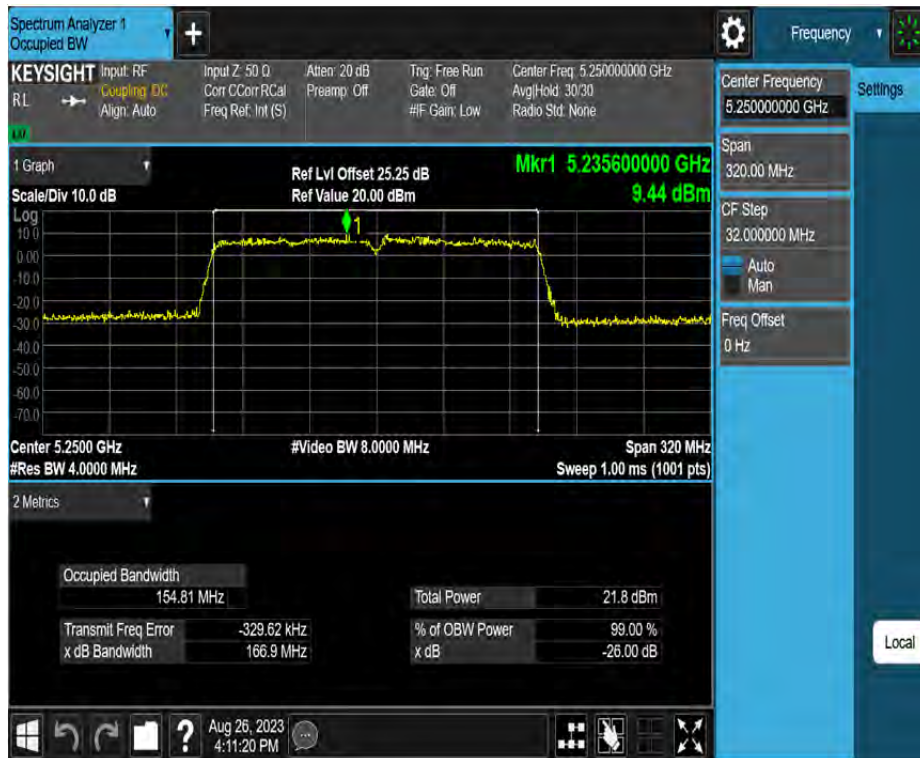 Spectrum Analyzer 1
Occupied BW
Frequency
KEYSIGHT
RL
Input: RF
Coupling: DC
Align: Auto
Input Z: 50 Ω
Corr CCorr RCal
Freq Ref: Int (S)
Atten: 20 dB
Preamp: Off
Trig: Free Run
Gate: Off
#IF Gain: Low
Center Freq: 5.250000000 GHz
Avg|Hold: 30/30
Radio Std: None
Center Frequency
5.250000000 GHz
Settings
Span
320.00 MHz
CF Step
32.000000 MHz
Auto
Man
Freq Offset
0 Hz
Local
1 Graph
Scale/Div 10.0 dB
Ref Lvl Offset 25.25 dB
Ref Value 20.00 dBm
Mkr1 5.235600000 GHz
9.44 dBm
Log
10.0
0.00
-10.0
-20.0
-30.0
-40.0
-50.0
-60.0
-70.0
1
Center 5.2500 GHz
#Res BW 4.0000 MHz
#Video BW 8.0000 MHz
Span 320 MHz
Sweep 1.00 ms (1001 pts)
2 Metrics
Occupied Bandwidth
154.81 MHz
Total Power 21.8 dBm
Transmit Freq Error -329.62 kHz
% of OBW Power 99.00 %
x dB Bandwidth 166.9 MHz
x dB -26.00 dB
?
Aug 26, 2023
4:11:20 PM